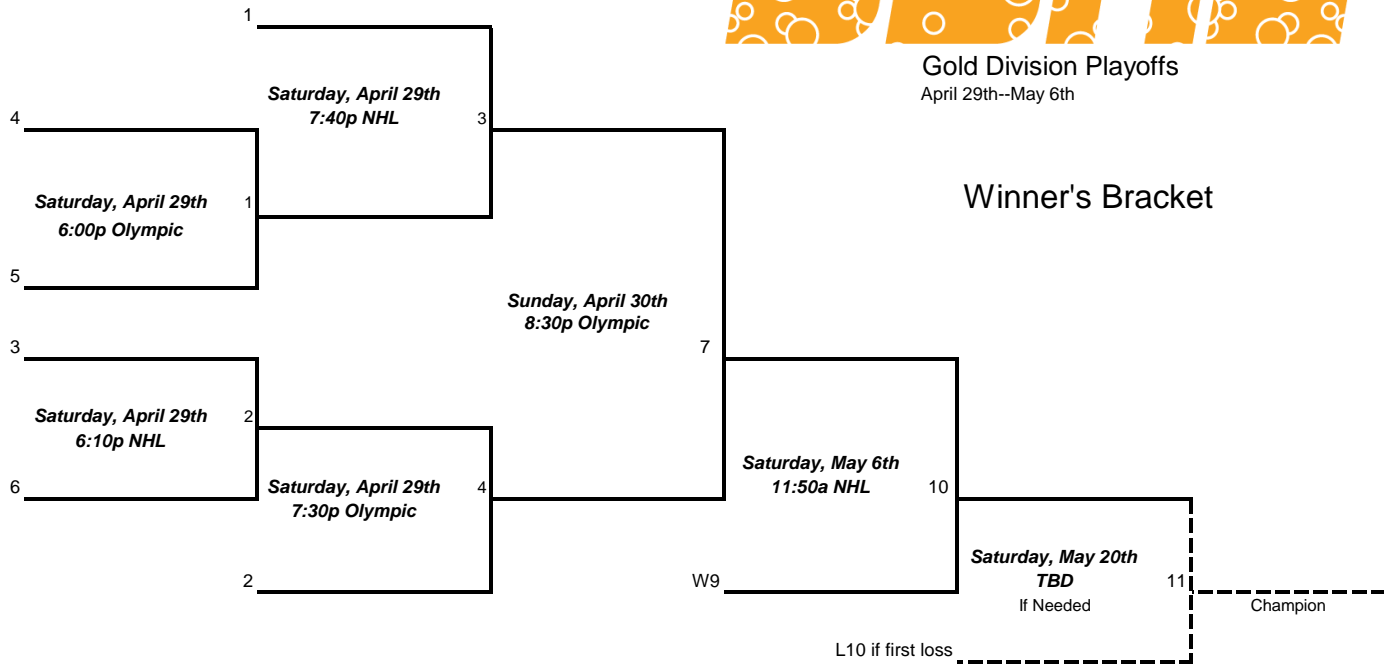 Gold Division Playoffs
April 29th--May 6th
Winner's Bracket
1
Saturday, April 29th
7:40p NHL
3
4
Saturday, April 29th
6:00p Olympic
1
5
Sunday, April 30th
8:30p Olympic
7
3
Saturday, April 29th
6:10p NHL
2
6
Saturday, April 29th
7:30p Olympic
4
2
Saturday, May 6th
11:50a NHL
10
W9
Saturday, May 20th
TBD
If Needed
11
Champion
L10 if first loss